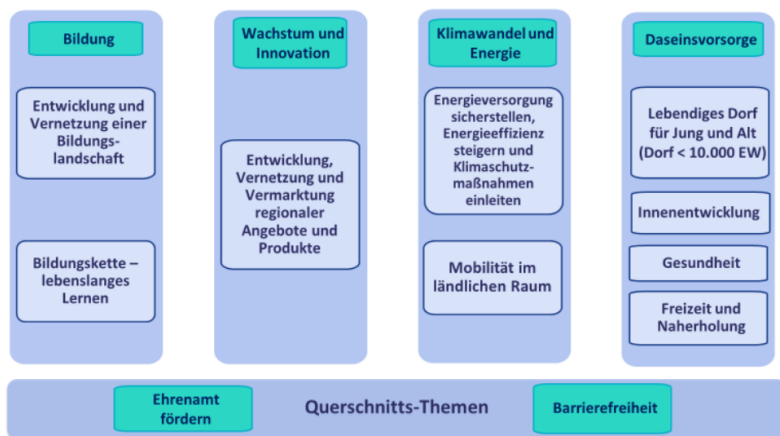 Bildung
Entwicklung und
Vernetzung einer
Bildungs-
landschaft
Bildungskette –
lebenslanges
Lernen
Wachstum und
Innovation
Entwicklung,
Vernetzung und
Vermarktung
regionaler
Angebote und
Produkte
Klimawandel und
Energie
Energieversorgung
sicherstellen,
Energieeffizienz
steigern und
Klimaschutz-
maßnahmen
einleiten
Mobilität im
ländlichen Raum
Daseinsvorsorge
Lebendiges Dorf
für Jung und Alt
(Dorf < 10.000 EW)
Innenentwicklung
Gesundheit
Freizeit und
Naherholung
Ehrenamt
fördern
Querschnitts-Themen
Barrierefreiheit